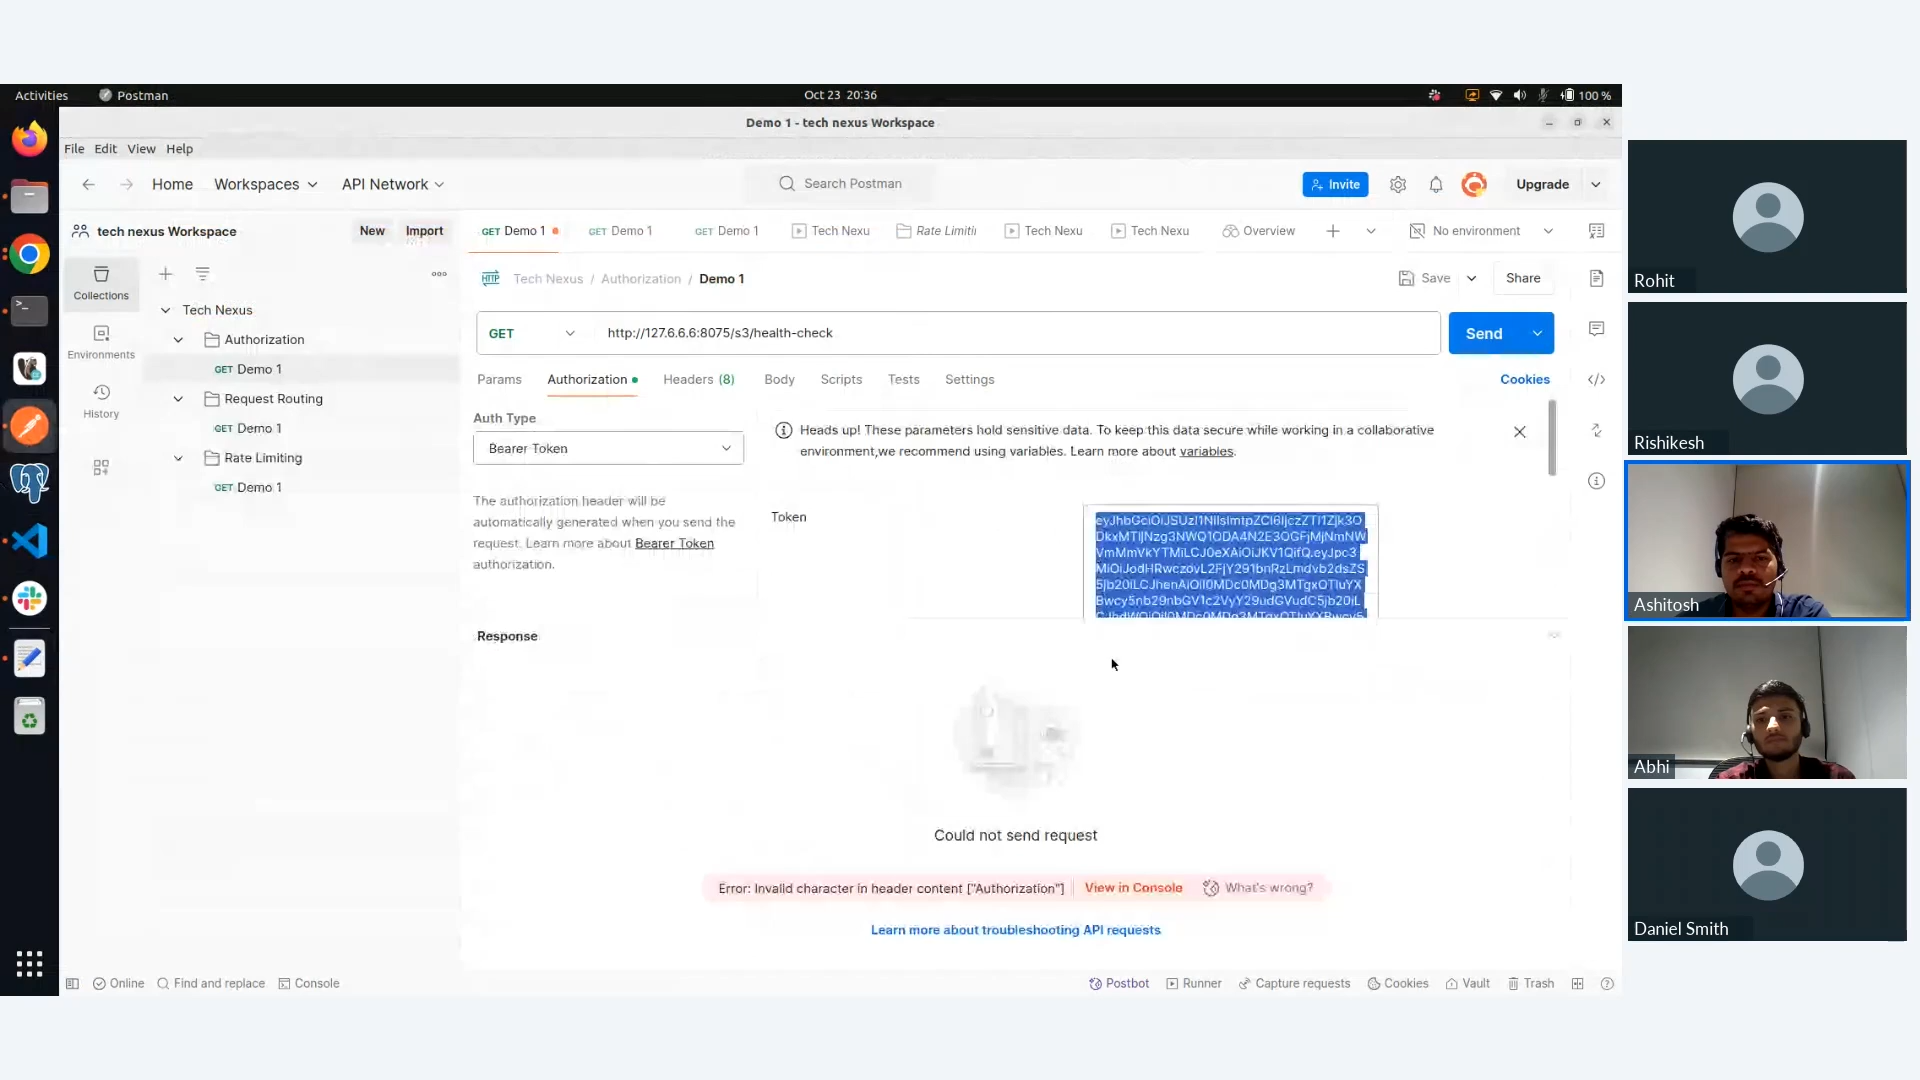 Activities Postman Oct 23 20:36 100 %
Demo 1 - tech nexus Workspace
File Edit View Help
Home Workspaces API Network Search Postman Invite Upgrade
tech nexus Workspace New Import
GET Demo 1 GET Demo 1 GET Demo 1 Tech Nexu Rate Limiti Tech Nexu Tech Nexu Overview No environment
Collections
Environments
History
Tech Nexus
Authorization
GET Demo 1
Request Routing
GET Demo 1
Rate Limiting
GET Demo 1
HTTP Tech Nexus / Authorization / Demo 1 Save Share
GET http://127.6.6.6:8075/s3/health-check Send
Params Authorization Headers (8) Body Scripts Tests Settings Cookies
Auth Type
Bearer Token
Heads up! These parameters hold sensitive data. To keep this data secure while working in a collaborative
environment,we recommend using variables. Learn more about variables.
The authorization header will be
automatically generated when you send the
request. Learn more about Bearer Token
authorization.
Token
Response
Could not send request
Error: Invalid character in header content ["Authorization"] View in Console What's wrong?
Learn more about troubleshooting API requests
Online Find and replace Console Postbot Runner Capture requests Cookies Vault Trash
Rohit
Rishikesh
Ashitosh
Abhi
Daniel Smith